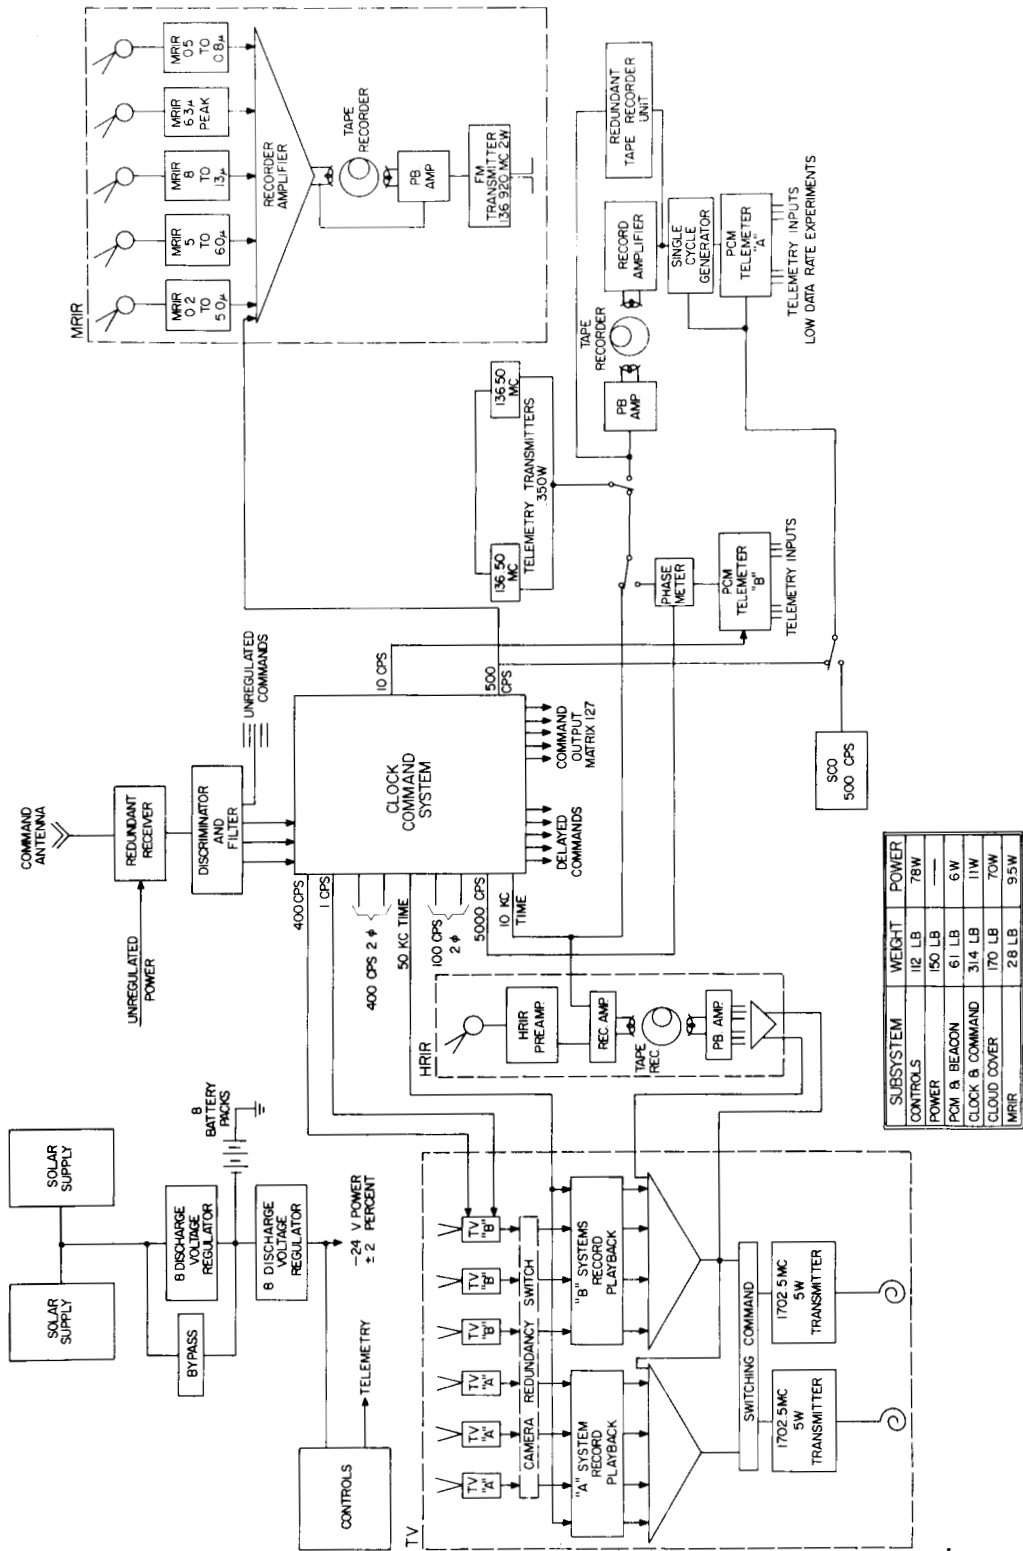 SOLAR
SUPPLY
SOLAR
SUPPLY
8 DISCHARGE
VOLTAGE
REGULATOR
BYPASS
8
BATTERY
PACKS
8 DISCHARGE
VOLTAGE
REGULATOR
-24 V POWER
± 2 PERCENT
CONTROLS
TELEMETRY
COMMAND
ANTENNA
REDUNDANT
RECEIVER
UNREGULATED
POWER
DISCRIMINATOR
AND
FILTER
UNREGULATED
COMMANDS
CLOCK
COMMAND
SYSTEM
400 CPS
1 CPS
400 CPS 2 φ
50 KC TIME
100 CPS
2 φ
5000 CPS
10 KC
TIME
10 CPS
500
CPS
DELAYED
COMMANDS
COMMAND
OUTPUT
MATRIX 127
MRIR
MRIR
0.2
TO
5.0μ
MRIR
5
TO
6.0μ
MRIR
8
TO
13μ
MRIR
6.3μ
PEAK
MRIR
05
TO
0.8μ
RECORDER
AMPLIFIER
TAPE
RECORDER
PB
AMP
FM
TRANSMITTER
136 920 MC 2W
136.50
MC
136.50
MC
TELEMETRY TRANSMITTERS
.350W
REDUNDANT
TAPE RECORDER
UNIT
TAPE
RECORDER
PB
AMP
RECORD
AMPLIFIER
SINGLE
CYCLE
GENERATOR
PCM
TELEMETER
"A"
TELEMETRY INPUTS
LOW DATA RATE EXPERIMENTS
PHASE
METER
PCM
TELEMETER
"B"
TELEMETRY INPUTS
SCO
500 CPS
HRIR
HRIR
PREAMP.
REC. AMP.
TAPE
REC.
PB. AMP.
TV
TV
"A"
TV
"A"
TV
"A"
TV
"B"
TV
"B"
TV
"B"
CAMERA REDUNDANCY SWITCH
"A" SYSTEM
RECORD
PLAYBACK
"B" SYSTEMS
RECORD
PLAYBACK
SWITCHING COMMAND
1702.5MC
5W
TRANSMITTER
1702.5 MC
5W
TRANSMITTER
SUBSYSTEM WEIGHT POWER
CONTROLS 112 LB 78W
POWER 150 LB —
PCM & BEACON 61 LB 6W
CLOCK & COMMAND 31.4 LB 11W
CLOUD COVER 170 LB 70W
MRIR 28 LB 9.5W